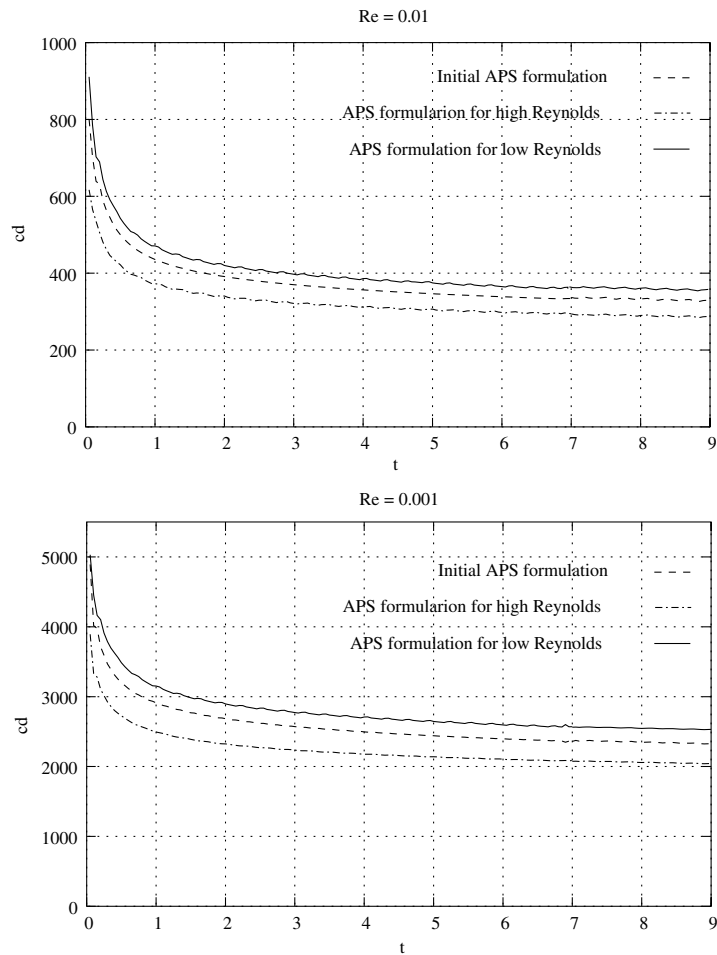 Re = 0.01
1000
800
600
400
200
0
cd
Initial APS formulation
APS formularion for high Reynolds
APS formulation for low Reynolds
0 1 2 3 4 5 6 7 8 9
t
Re = 0.001
5000
4000
3000
2000
1000
0
cd
Initial APS formulation
APS formularion for high Reynolds
APS formulation for low Reynolds
0 1 2 3 4 5 6 7 8 9
t